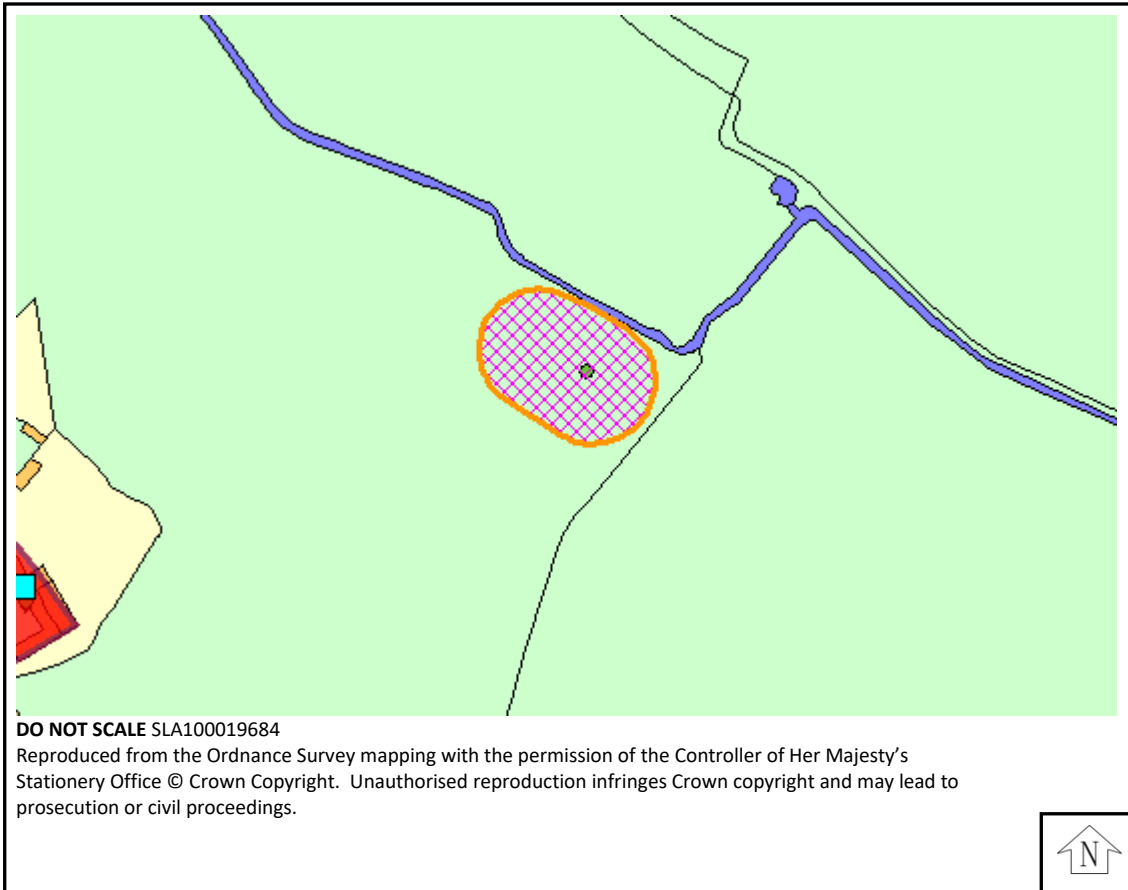 DO NOT SCALE SLA100019684
Reproduced from the Ordnance Survey mapping with the permission of the Controller of Her Majesty’s
Stationery Office © Crown Copyright.  Unauthorised reproduction infringes Crown copyright and may lead to
prosecution or civil proceedings.
N